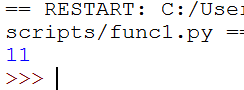 == RESTART: C:/User
scripts/func1.py ==
11
>>>